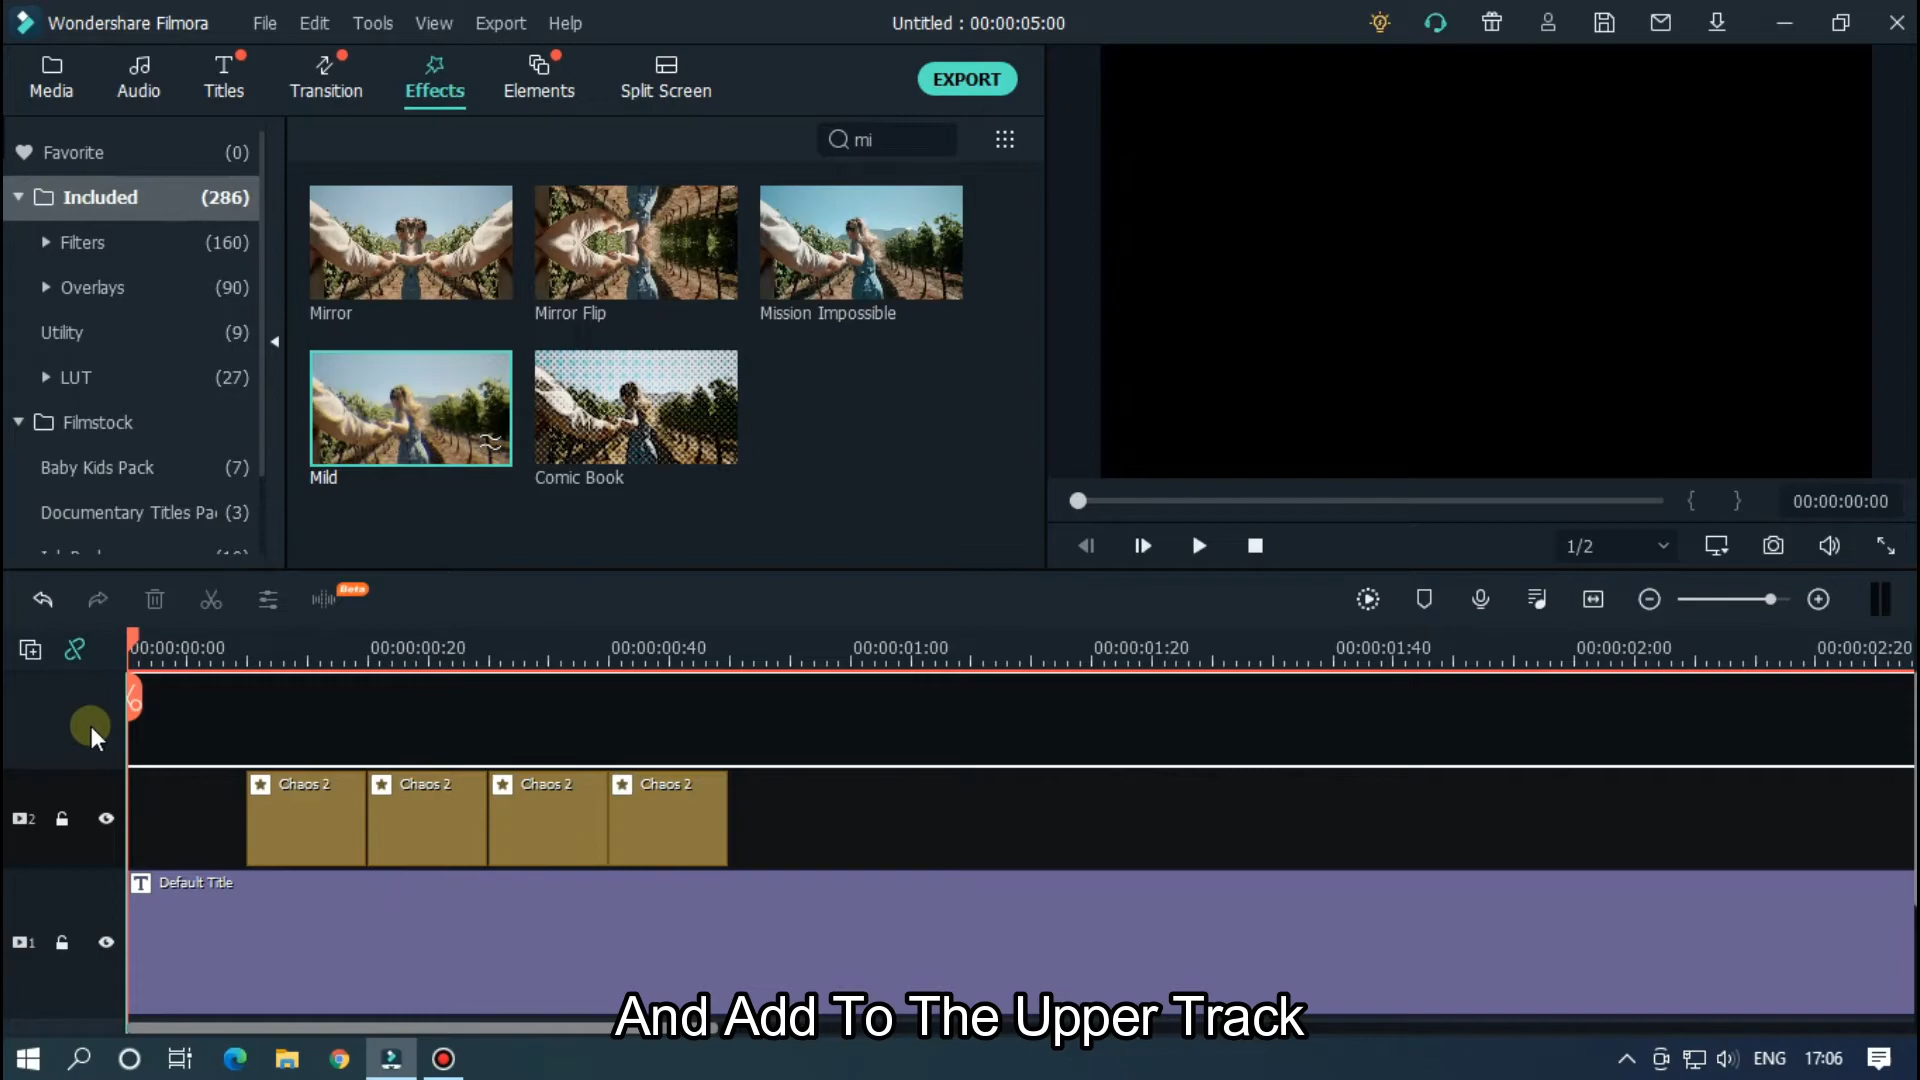 Wondershare Filmora File Edit Tools View Export Help Untitled : 00:00:05:00
Media Audio Titles Transition Effects Elements Split Screen EXPORT
Favorite (0)
mi
Included (286)
Filters (160)
Overlays (90)
Utility (9)
LUT (27)
Filmstock
Baby Kids Pack (7)
Documentary Titles Pa (3)
Mirror Mirror Flip Mission Impossible
Mild Comic Book
{ } 00:00:00:00
1/2
Beta
00:00:00:00 00:00:00:20 00:00:00:40 00:00:01:00 00:00:01:20 00:00:01:40 00:00:02:00 00:00:02:20
2 Chaos 2 Chaos 2 Chaos 2 Chaos 2
T Default Title
1
And Add To The Upper Track
ENG 17:06